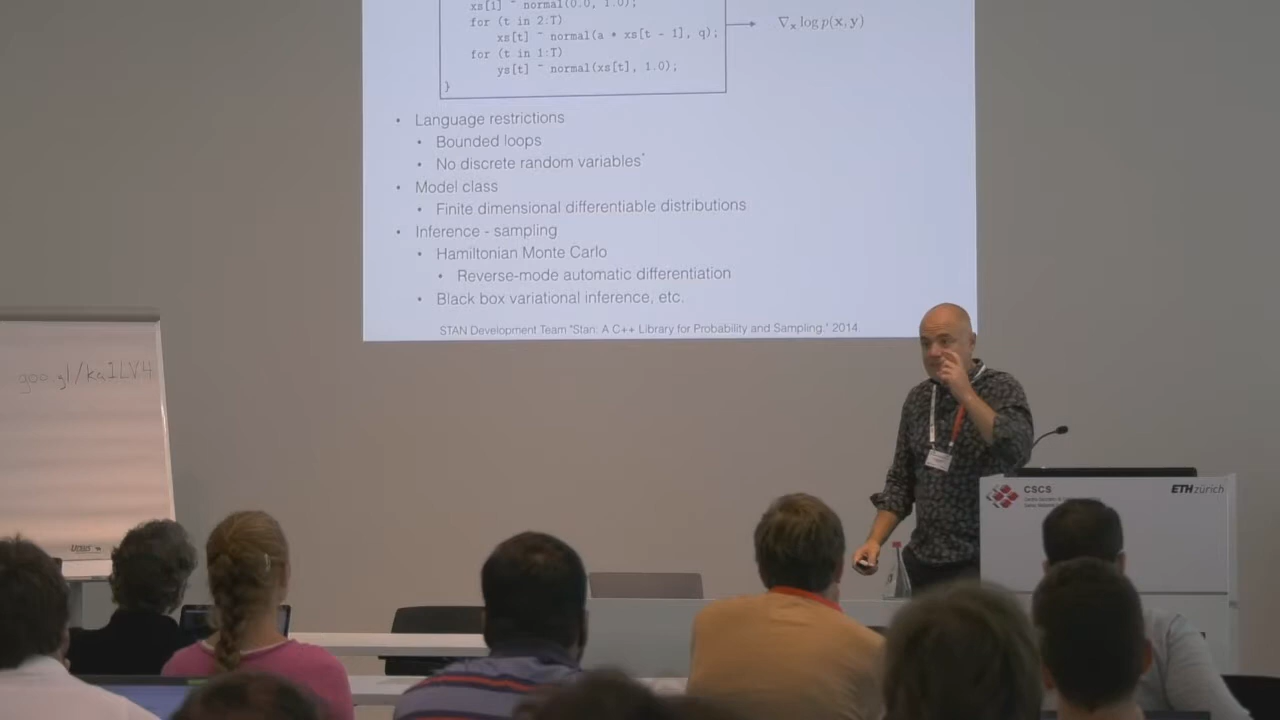 xs[1] ~ normal(0.0, 1.0);
for (t in 2:T)
xs[t] ~ normal(a * xs[t - 1], q);
for (t in 1:T)
ys[t] ~ normal(xs[t], 1.0);
}
∇x log p(x, y)
• Language restrictions
• Bounded loops
• No discrete random variables*
• Model class
• Finite dimensional differentiable distributions
• Inference - sampling
• Hamiltonian Monte Carlo
• Reverse-mode automatic differentiation
• Black box variational inference, etc.
STAN Development Team "Stan: A C++ Library for Probability and Sampling." 2014.
goo.gl/
CSCS
ETH zürich